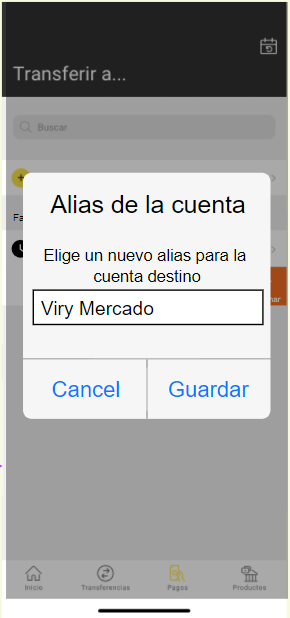 Transferir a...
Buscar
Fa
Alias de la cuenta
Elige un nuevo alias para la
cuenta destino
Viry Mercado
Cancel
Guardar
Inicio
Transferencias
Pagos
Productos